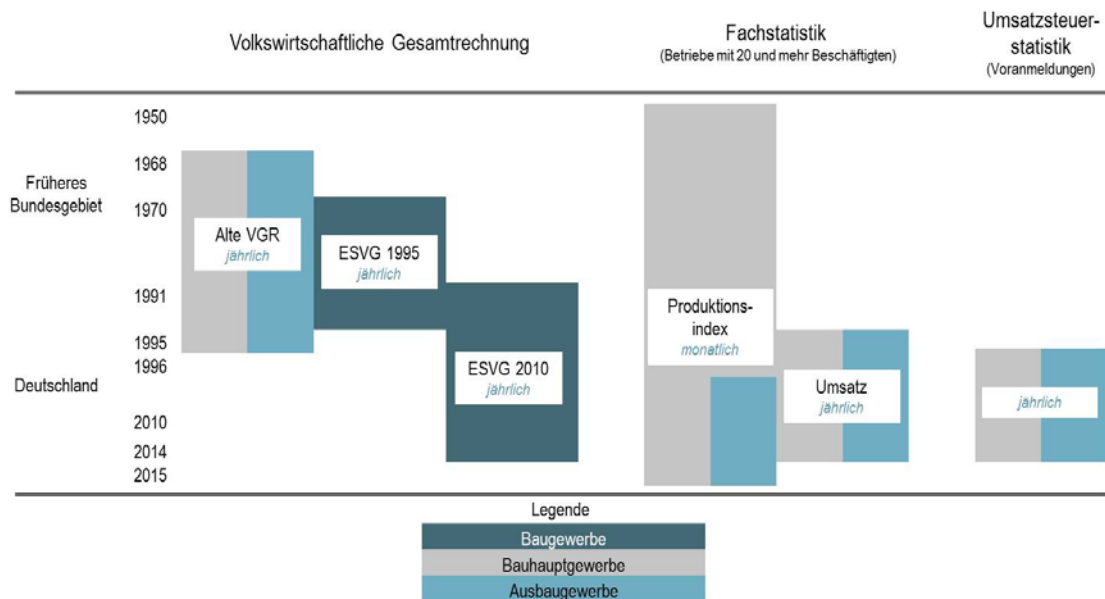 Volkswirtschaftliche Gesamtrechnung
Fachstatistik
(Betriebe mit 20 und mehr Beschäftigten)
Umsatzsteuer-
statistik
(Voranmeldungen)
Früheres
Bundesgebiet
Deutschland
1950
1968
1970
1991
1995
1996
2010
2014
2015
Alte VGR
jährlich
ESVG 1995
jährlich
ESVG 2010
jährlich
Produktions-
index
monatlich
Umsatz
jährlich
jährlich
Legende
Baugewerbe
Bauhauptgewerbe
Ausbaugewerbe